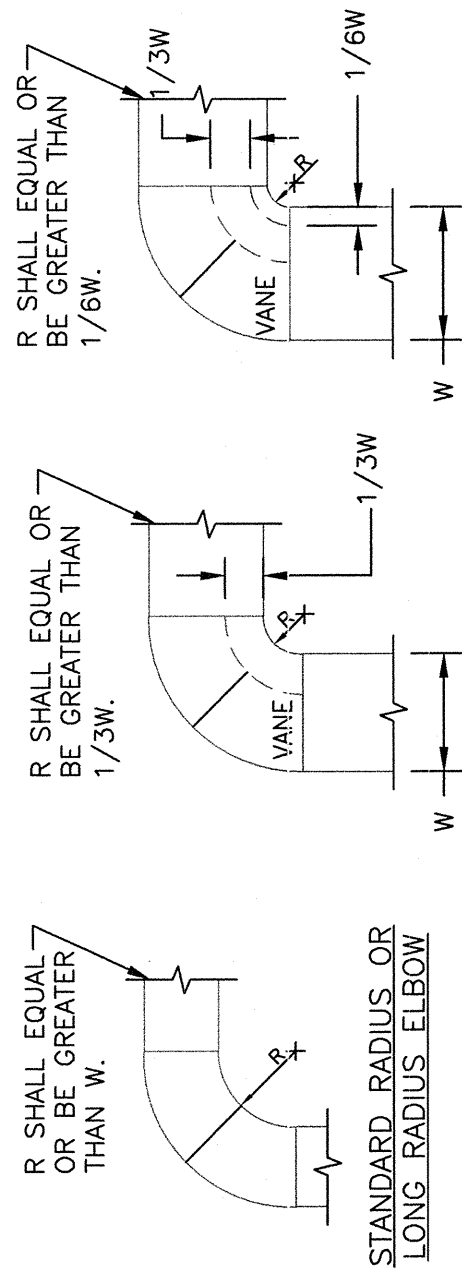 R SHALL EQUAL
OR BE GREATER
THAN W.
R
STANDARD RADIUS OR
LONG RADIUS ELBOW
R SHALL EQUAL OR
BE GREATER THAN
1/3W.
R
VANE
1/3W
W
R SHALL EQUAL OR
BE GREATER THAN
1/6W.
1/3W
R
VANE
1/6W
W